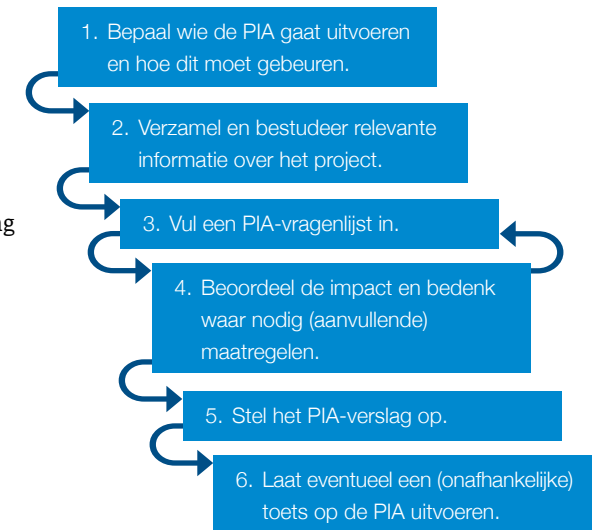 1. Bepaal wie de PIA gaat uitvoeren
en hoe dit moet gebeuren.
2. Verzamel en bestudeer relevante
informatie over het project.
3. Vul een PIA-vragenlijst in.
4. Beoordeel de impact en bedenk
waar nodig (aanvullende)
maatregelen.
5. Stel het PIA-verslag op.
6. Laat eventueel een (onafhankelijke)
toets op de PIA uitvoeren.